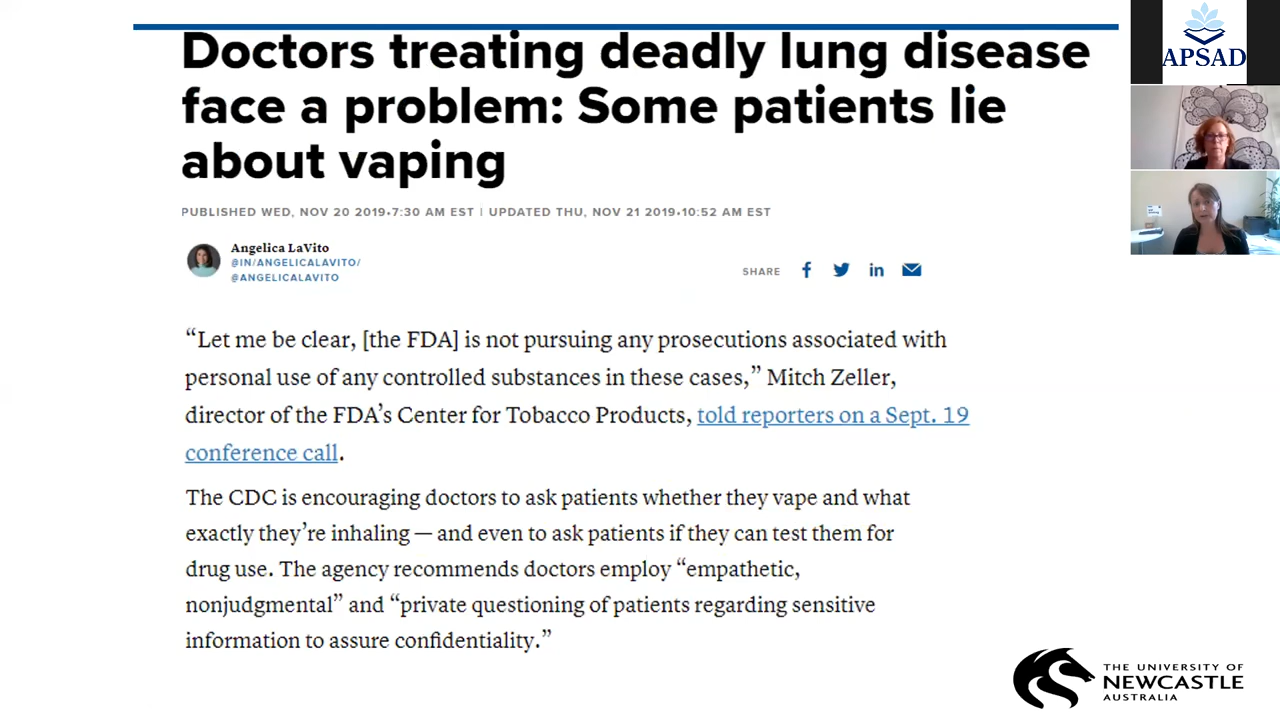 Doctors treating deadly lung disease
face a problem: Some patients lie
about vaping
PUBLISHED WED, NOV 20 2019•7:30 AM EST | UPDATED THU, NOV 21 2019•10:52 AM EST
Angelica LaVito
@IN/ANGELICALAVITO/
@ANGELICALAVITO
SHARE
“Let me be clear, [the FDA] is not pursuing any prosecutions associated with
personal use of any controlled substances in these cases,” Mitch Zeller,
director of the FDA’s Center for Tobacco Products, told reporters on a Sept. 19
conference call.
The CDC is encouraging doctors to ask patients whether they vape and what
exactly they’re inhaling — and even to ask patients if they can test them for
drug use. The agency recommends doctors employ “empathetic,
nonjudgmental” and “private questioning of patients regarding sensitive
information to assure confidentiality.”
APSAD
THE UNIVERSITY OF
NEWCASTLE
AUSTRALIA